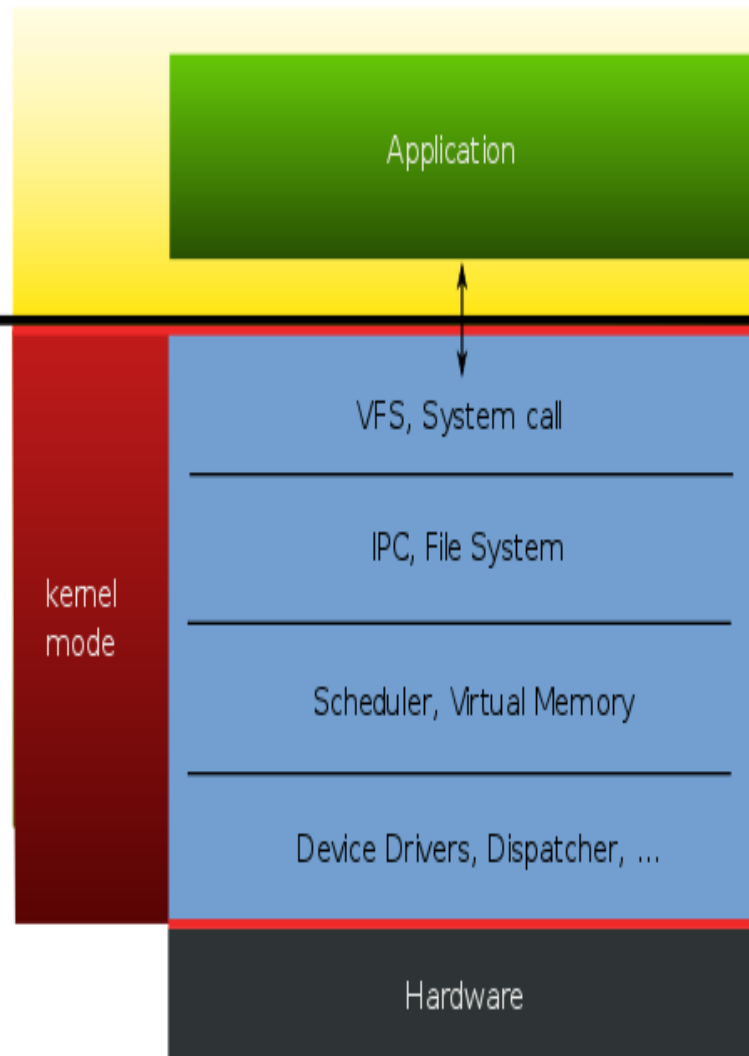 Application
VFS, System call
IPC, File System
kernel
mode
Scheduler, Virtual Memory
Device Drivers, Dispatcher, ...
Hardware